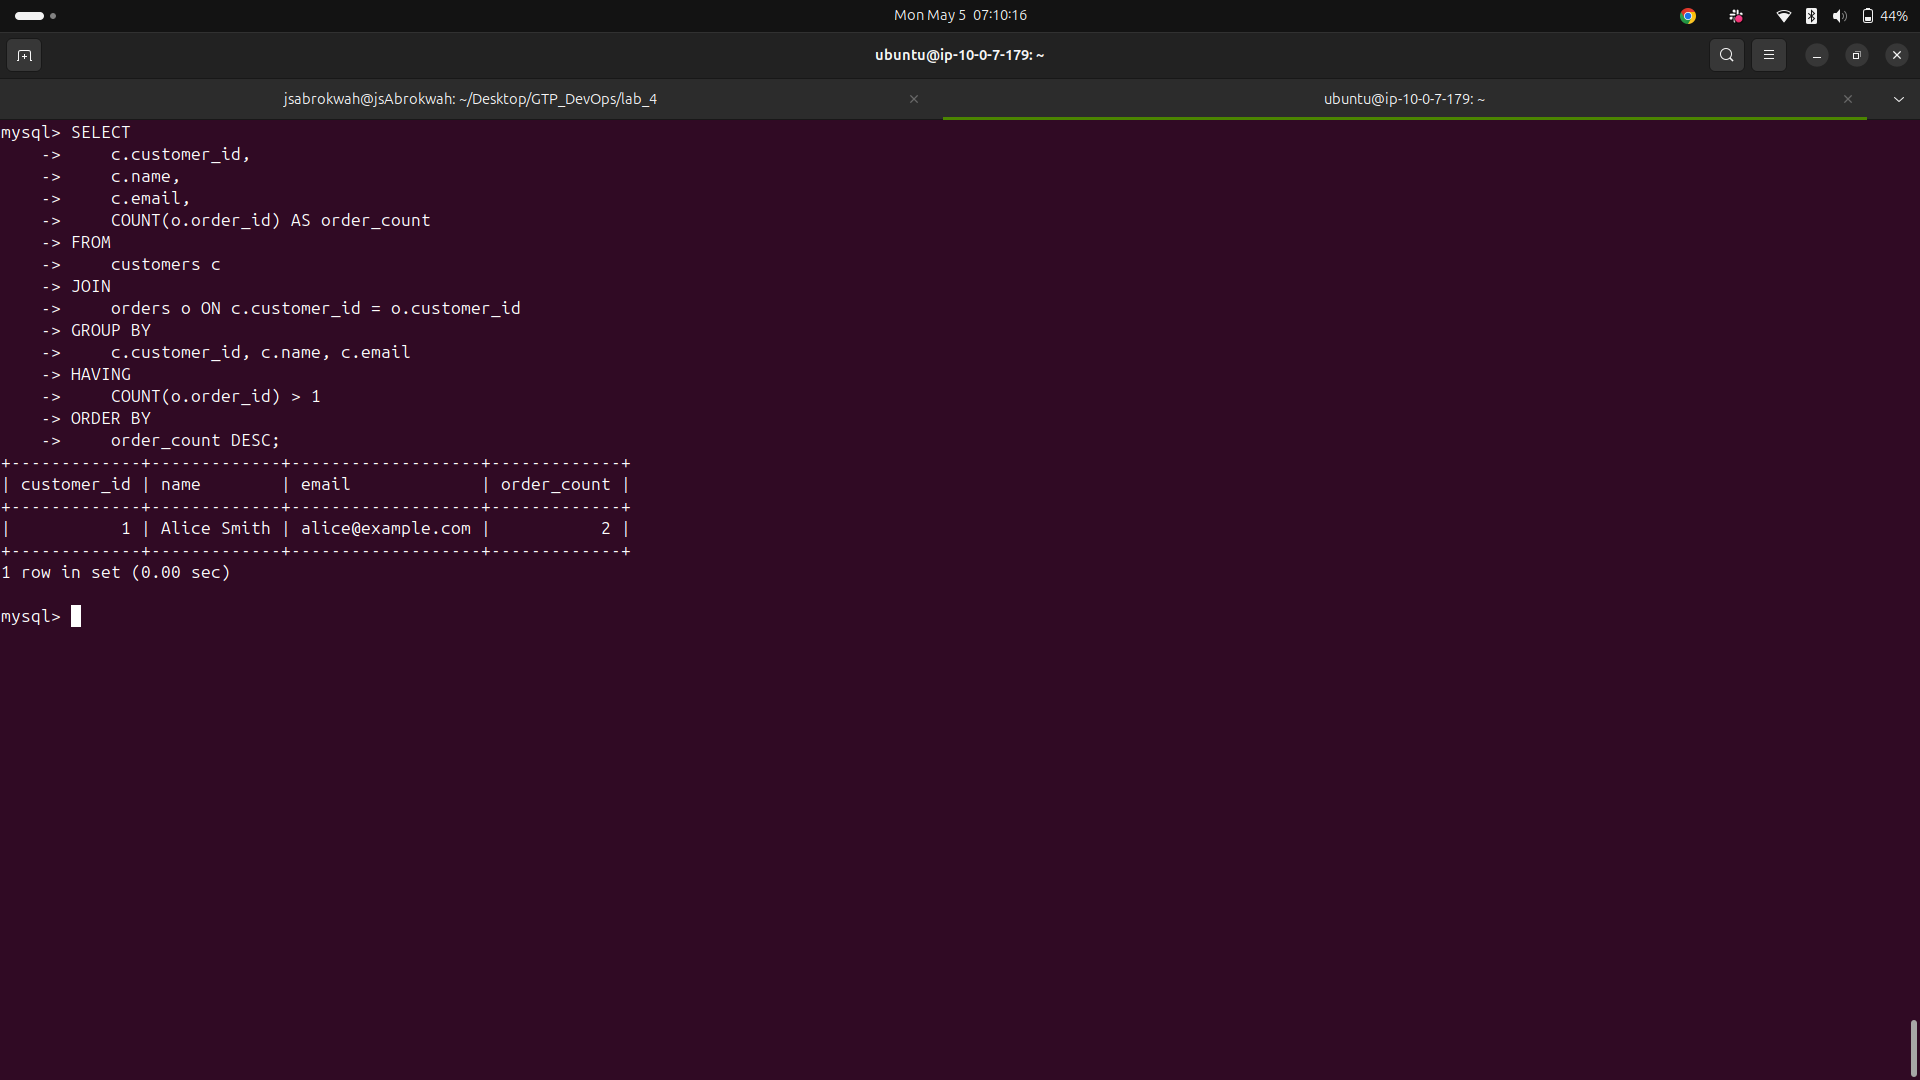 Mon May 5  07:10:16
44%
ubuntu@ip-10-0-7-179: ~
jsabrokwah@jsAbrokwah: ~/Desktop/GTP_DevOps/lab_4
ubuntu@ip-10-0-7-179: ~
mysql> SELECT
    ->     c.customer_id,
    ->     c.name,
    ->     c.email,
    ->     COUNT(o.order_id) AS order_count
    -> FROM
    ->     customers c
    -> JOIN
    ->     orders o ON c.customer_id = o.customer_id
    -> GROUP BY
    ->     c.customer_id, c.name, c.email
    -> HAVING
    ->     COUNT(o.order_id) > 1
    -> ORDER BY
    ->     order_count DESC;
+-------------+-------------+-------------------+-------------+
| customer_id | name        | email             | order_count |
+-------------+-------------+-------------------+-------------+
|           1 | Alice Smith | alice@example.com |           2 |
+-------------+-------------+-------------------+-------------+
1 row in set (0.00 sec)
mysql>